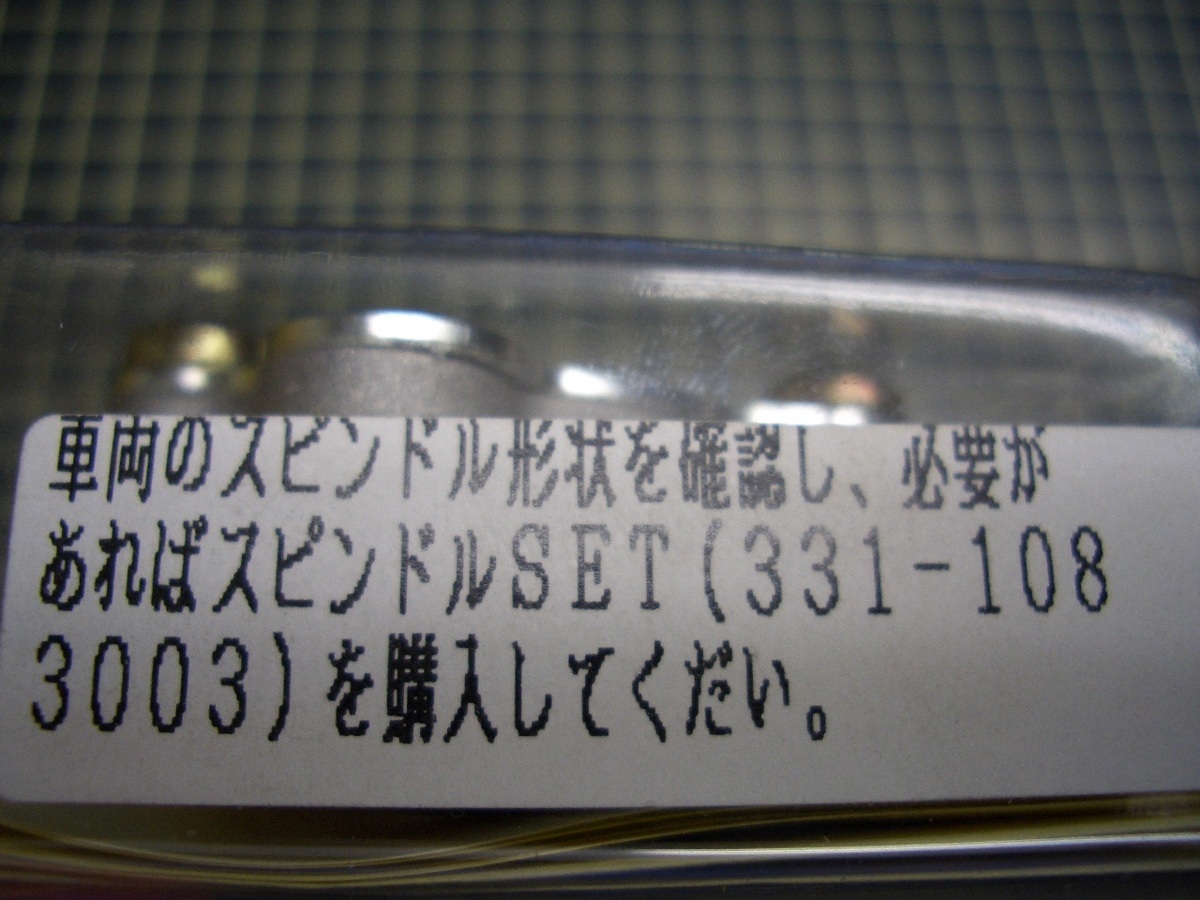 車両のスピンドル形状を確認し、必要が
あればスピンドルSET(331-108
3003)を購入してくだい。